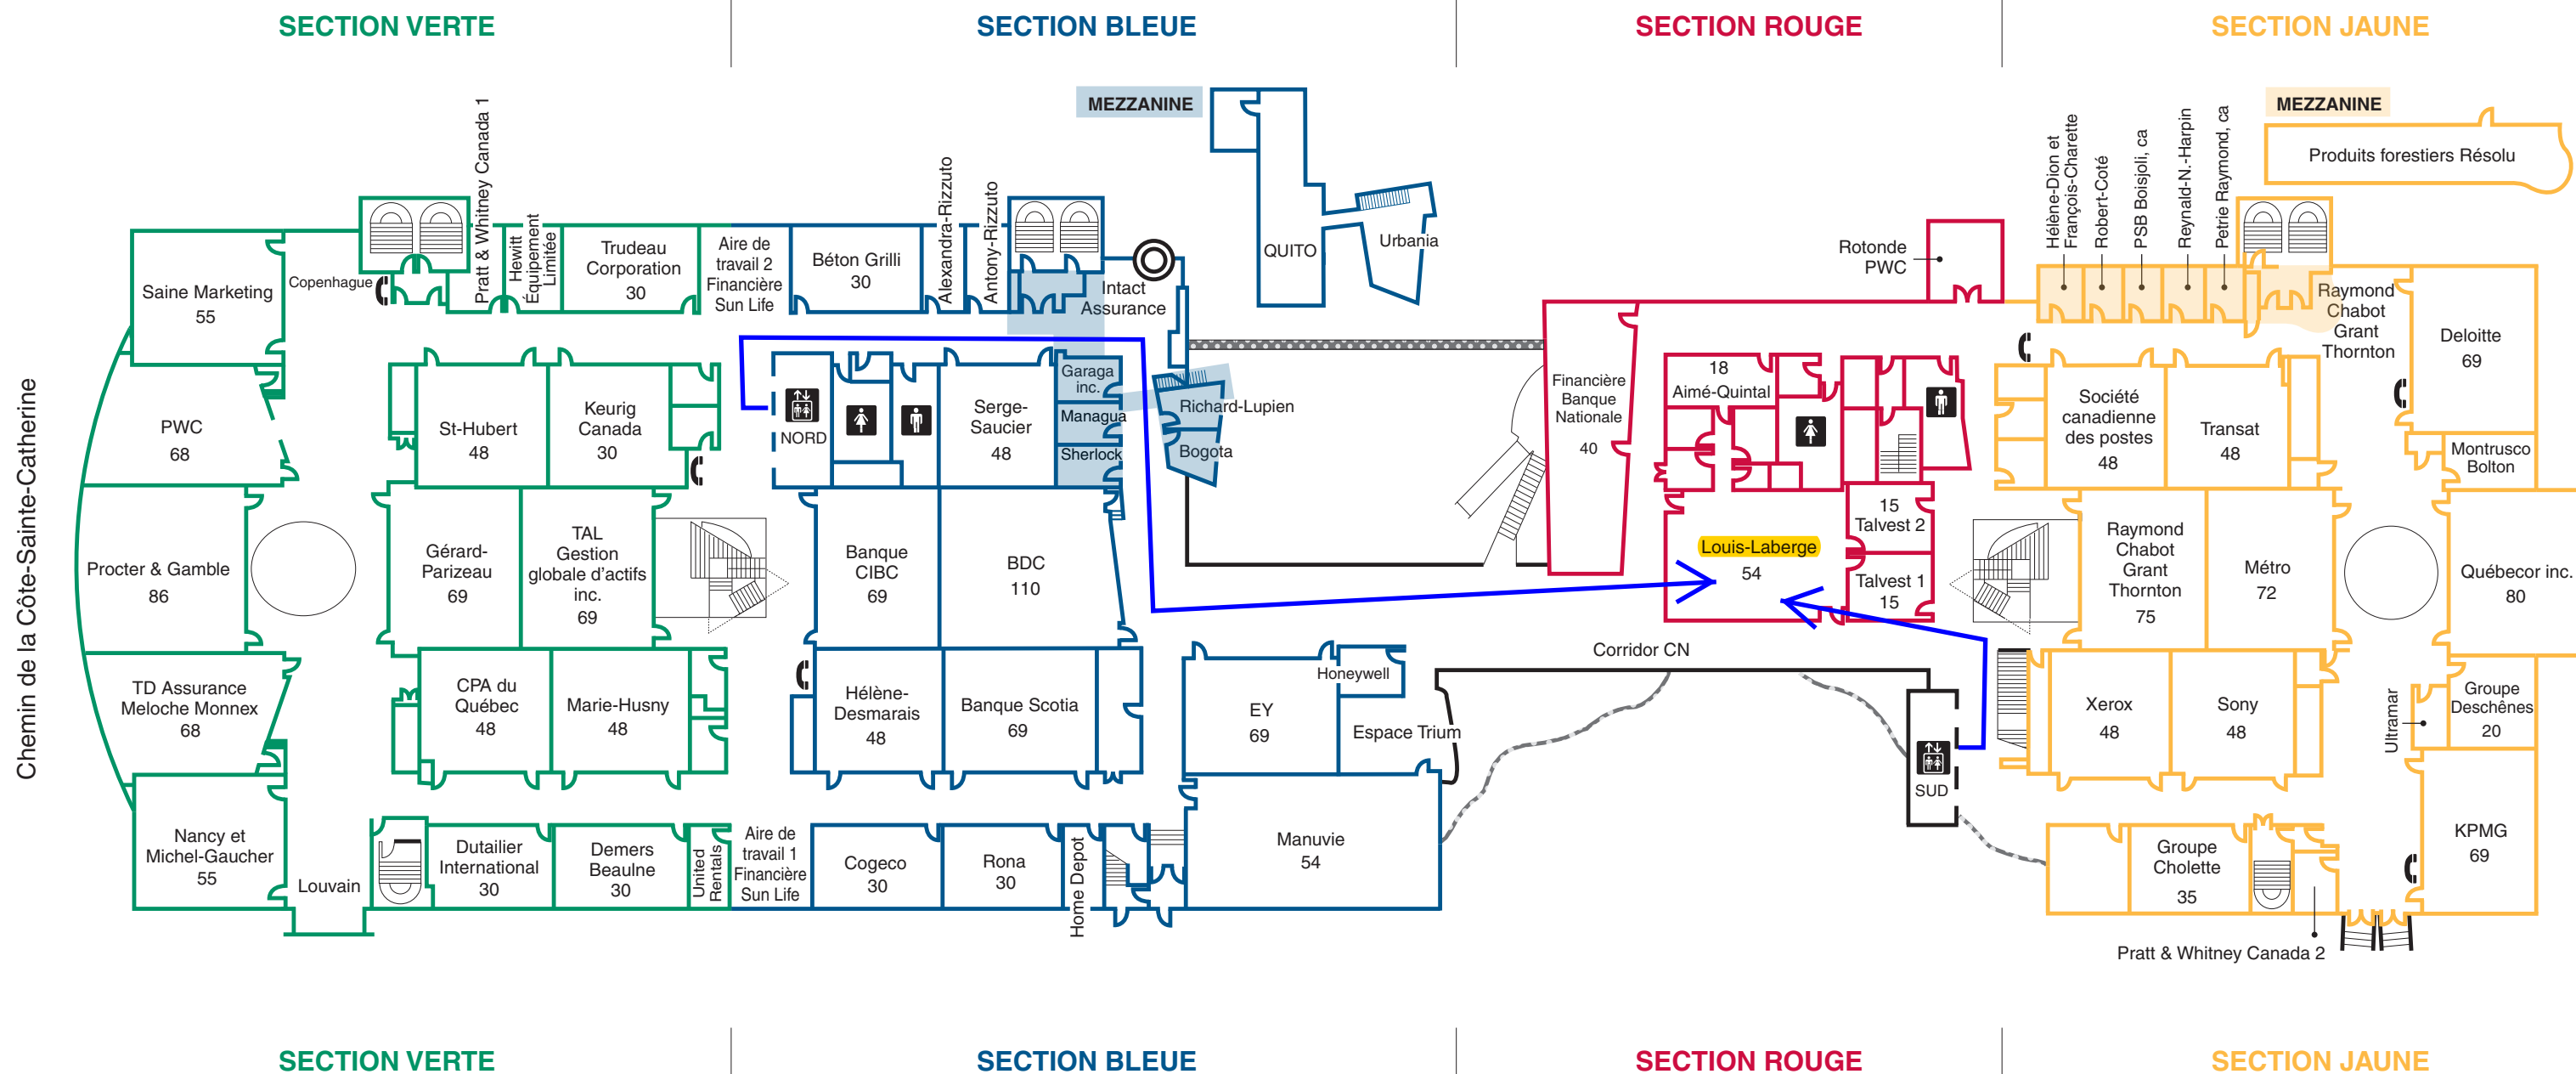 SECTION VERTE
SECTION BLEUE
SECTION ROUGE
SECTION JAUNE
Chemin de la Côte-Sainte-Catherine
Saine Marketing
55
PWC
68
Procter & Gamble
86
TD Assurance
Meloche Monnex
68
Nancy et
Michel-Gaucher
55
Louvain
Copenhague
Pratt & Whitney Canada 1
Hewitt
Équipement
Limitée
Trudeau
Corporation
30
St-Hubert
48
Keurig
Canada
30
Gérard-
Parizeau
69
TAL
Gestion
globale d'actifs
inc.
69
CPA du
Québec
48
Marie-Husny
48
Dutailier
International
30
Demers
Beaulne
30
United
Rentals
Aire de
travail 2
Financière
Sun Life
Béton Grilli
30
Alexandra-Rizzuto
Antony-Rizzuto
MEZZANINE
QUITO
Urbania
Intact
Assurance
NORD
Serge-
Saucier
48
Garaga
inc.
Managua
Sherlock
Richard-Lupien
Bogota
Banque
CIBC
69
BDC
110
Hélène-
Desmarais
48
Banque Scotia
69
EY
69
Honeywell
Espace Trium
Aire de
travail 1
Financière
Sun Life
Cogeco
30
Rona
30
Home Depot
Manuvie
54
Rotonde
PWC
Financière
Banque
Nationale
40
18
Aimé-Quintal
15
Talvest 2
Louis-Laberge
54
Talvest 1
15
Corridor CN
SUD
MEZZANINE
Produits forestiers Résolu
Hélène-Dion et
François-Charette
Robert-Coté
PSB Boisjoli, ca
Reynald-N.-Harpin
Petrie Raymond, ca
Raymond
Chabot
Grant
Thornton
Deloitte
69
Société
canadienne
des postes
48
Transat
48
Montrusco
Bolton
Raymond
Chabot
Grant
Thornton
75
Métro
72
Québecor inc.
80
Xerox
48
Sony
48
Ultramar
Groupe
Deschênes
20
Groupe
Cholette
35
KPMG
69
Pratt & Whitney Canada 2
SECTION VERTE
SECTION BLEUE
SECTION ROUGE
SECTION JAUNE